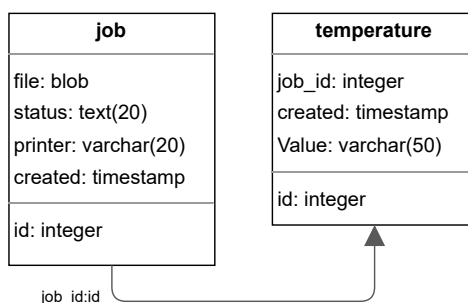 job
file: blob
status: text(20)
printer: varchar(20)
created: timestamp
id: integer
temperature
job_id: integer
created: timestamp
Value: varchar(50)
id: integer
job_id:id